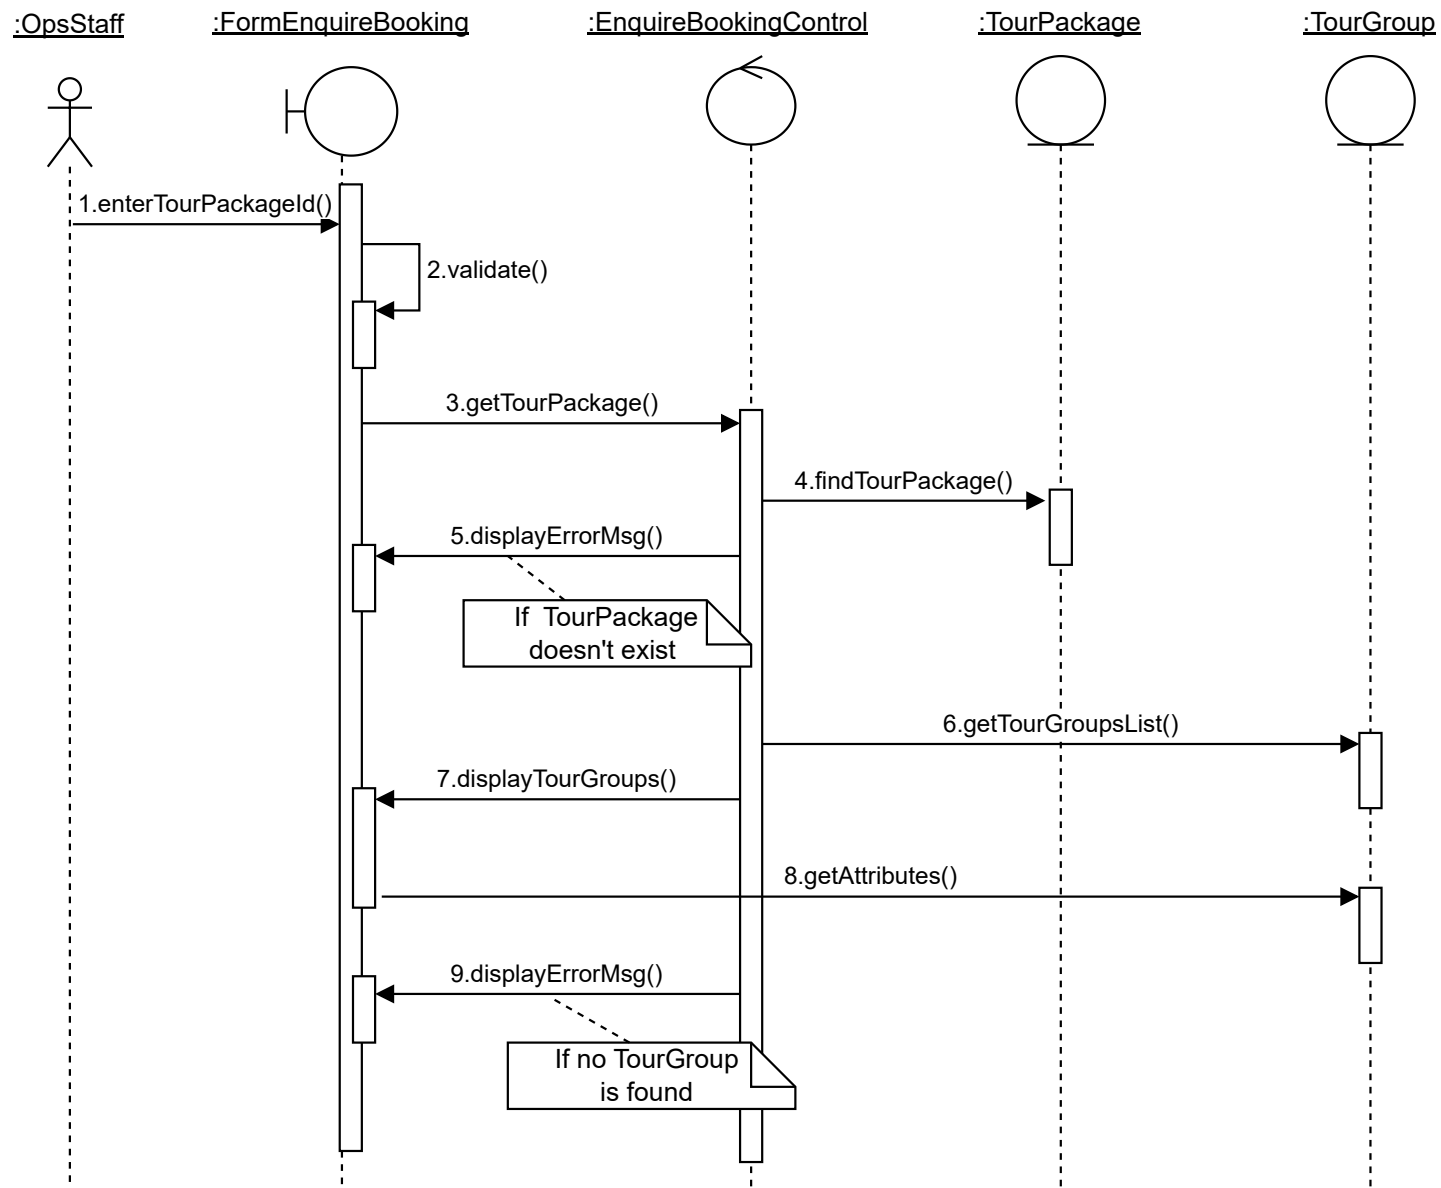 :OpsStaff
:FormEnquireBooking
:EnquireBookingControl
:TourPackage
:TourGroup
1.enterTourPackageId()
2.validate()
3.getTourPackage()
4.findTourPackage()
5.displayErrorMsg()
If  TourPackage
doesn't exist
6.getTourGroupsList()
7.displayTourGroups()
8.getAttributes()
9.displayErrorMsg()
If no TourGroup
is found